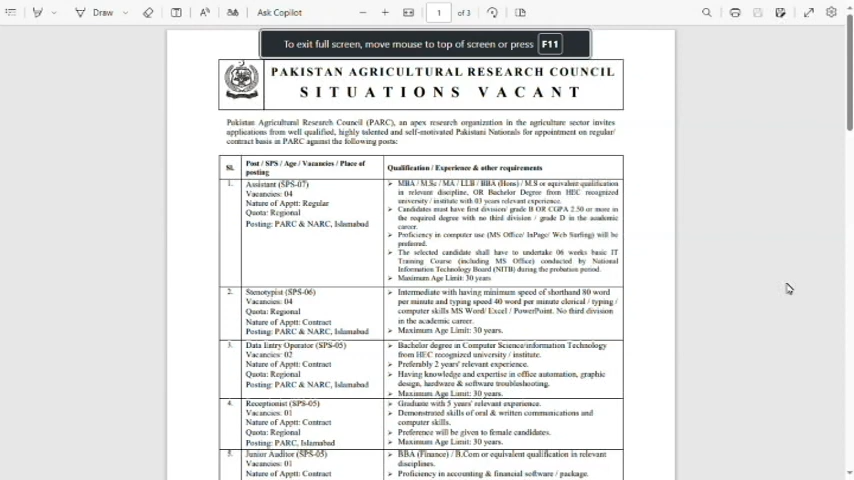 Draw
Ask Copilot
1 of 3
To exit full screen, move mouse to top of screen or press F11
PAKISTAN AGRICULTURAL RESEARCH COUNCIL
SITUATIONS VACANT
Pakistan Agricultural Research Council (PARC), an apex research organization in the agriculture sector invites
applications from well qualified, highly talented and self-motivated Pakistani Nationals for appointment on regular/
contract basis at PARC against the following posts:
Sl.
Post / SPS / Age / Vacancies / Place of
posting
Qualification / Experience & other requirements
1.
Assistant (SPS-07)
Vacancies: 04
Nature of Apptt: Regular
Quota: Regional
Posting: PARC & NARC, Islamabad
➢ MBA / M.Sc / MA / LLB / BBA (Hons) / M.S or equivalent qualification
in relevant discipline, OR Bachelor Degree from HEC recognized
university / institute with 03 years relevant experience.
➢ Candidates must have first division/ grade B OR CGPA 2.50 or more in
the required degree with no third division / grade D in the academic
career.
➢ Proficiency in computer use (MS Office/ InPage/ Web Surfing) will be
preferred.
➢ The selected candidate shall have to undertake 06 weeks basic IT
Training Course (including MS Office) conducted by National
Information Technology Board (NITB) during the probation period.
➢ Maximum Age Limit: 30 years
2.
Stenotypist (SPS-06)
Vacancies: 04
Quota: Regional
Nature of Apptt: Contract
Posting: PARC & NARC, Islamabad
➢ Intermediate with having minimum speed of shorthand 80 word
per minute and typing speed 40 word per minute clerical / typing /
computer skills MS Word/ Excel / PowerPoint. No third division
in the academic career.
➢ Maximum Age Limit: 30 years.
3.
Data Entry Operator (SPS-05)
Vacancies: 02
Nature of Apptt: Contract
Quota: Regional
Posting: PARC & NARC, Islamabad
➢ Bachelor degree in Computer Science/information Technology
from HEC recognized university / institute.
➢ Preferably 2 years' relevant experience.
➢ Having knowledge and expertise in office automation, graphic
design, hardware & software troubleshooting.
➢ Maximum Age Limit: 30 years.
4.
Receptionist (SPS-05)
Vacancies: 01
Nature of Apptt: Contract
Quota: Regional
Posting: PARC, Islamabad
➢ Graduate with 5 years' relevant experience.
➢ Demonstrated skills of oral & written communications and
computer skills.
➢ Preference will be given to female candidates.
➢ Maximum Age Limit: 30 years.
5.
Junior Auditor (SPS-05)
Vacancies: 01
Nature of Apptt: Contract
➢ BBA (Finance) / B.Com or equivalent qualification in relevant
disciplines.
➢ Proficiency in accounting & financial software / package.